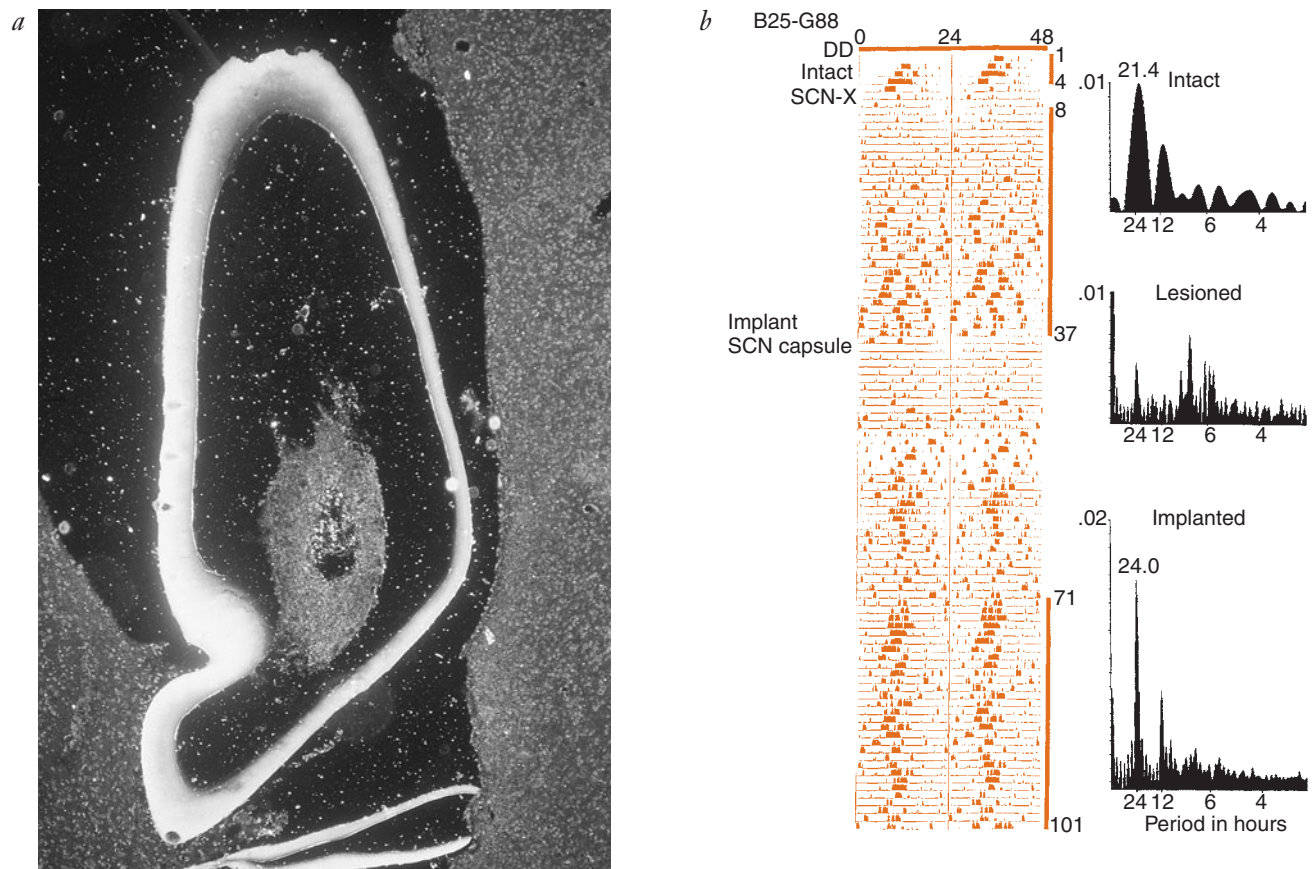 a
b
B25-G88
0 24 48
DD
1
Intact
4
SCN-X
8
Implant
SCN capsule
37
71
101
.01
21.4
Intact
24 12 6 4
.01
Lesioned
24 12 6 4
.02
Implanted
24.0
24 12 6 4
Period in hours